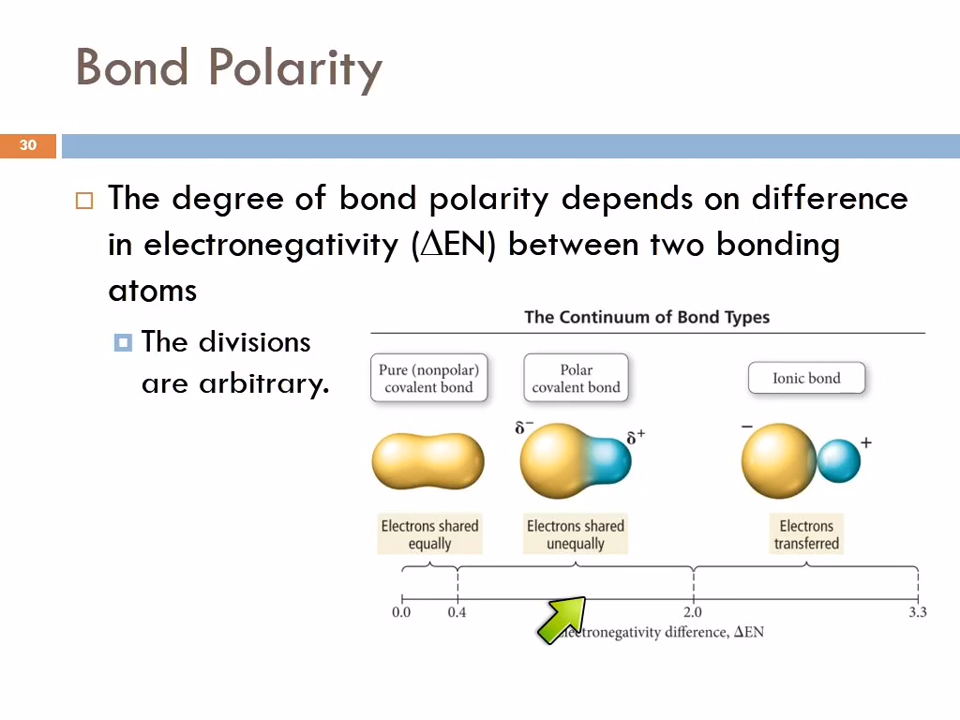 Bond Polarity
30
The degree of bond polarity depends on difference
in electronegativity (ΔEN) between two bonding
atoms
The divisions
are arbitrary.
The Continuum of Bond Types
Pure (nonpolar)
covalent bond
Polar
covalent bond
Ionic bond
δ− δ+
− +
Electrons shared
equally
Electrons shared
unequally
Electrons
transferred
0.0 0.4 2.0 3.3
difference, ΔEN